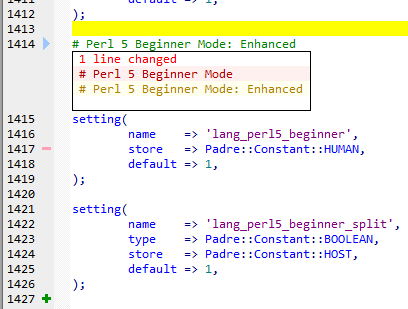 1411 default => 1,
1412 );
1413
1414 # Perl 5 Beginner Mode: Enhanced
1 line changed
# Perl 5 Beginner Mode
# Perl 5 Beginner Mode: Enhanced
1415 setting(
1416 name => 'lang_perl5_beginner',
1417 store => Padre::Constant::HUMAN,
1418 default => 1,
1419 );
1420
1421 setting(
1422 name => 'lang_perl5_beginner_split',
1423 type => Padre::Constant::BOOLEAN,
1424 store => Padre::Constant::HOST,
1425 default => 1,
1426 );
1427